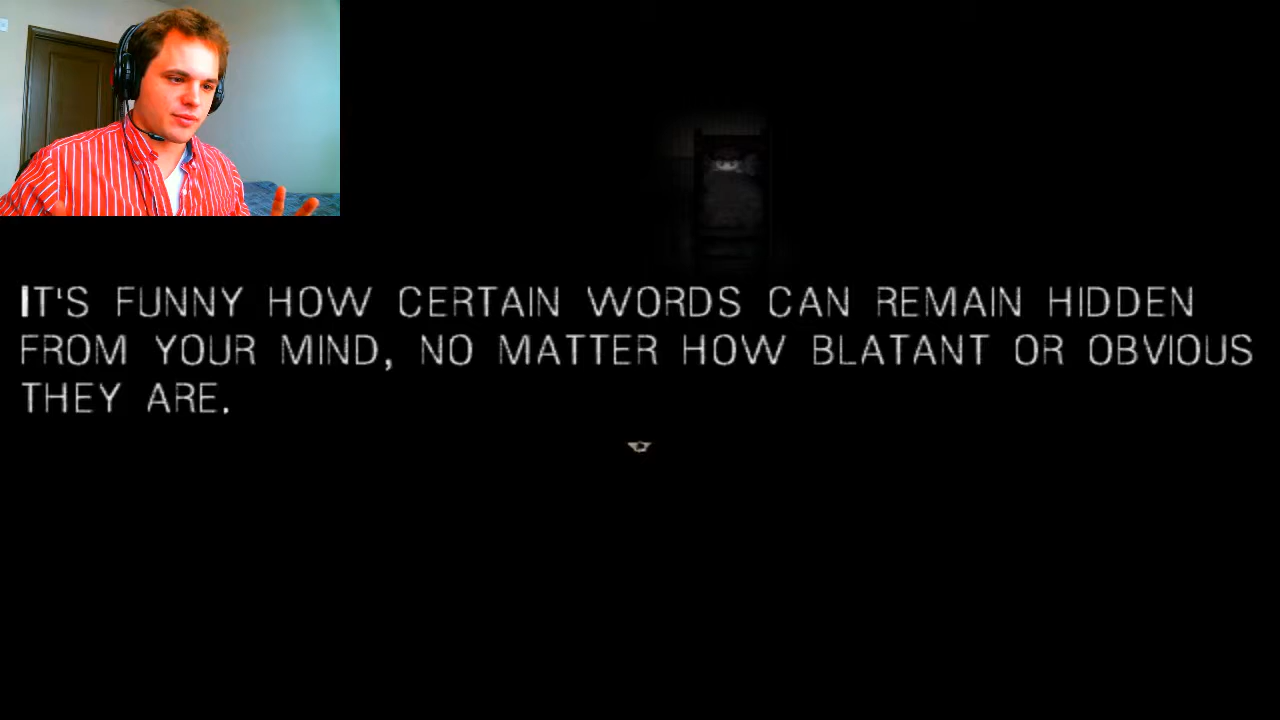 IT'S FUNNY HOW CERTAIN WORDS CAN REMAIN HIDDEN
FROM YOUR MIND, NO MATTER HOW BLATANT OR OBVIOUS
THEY ARE.